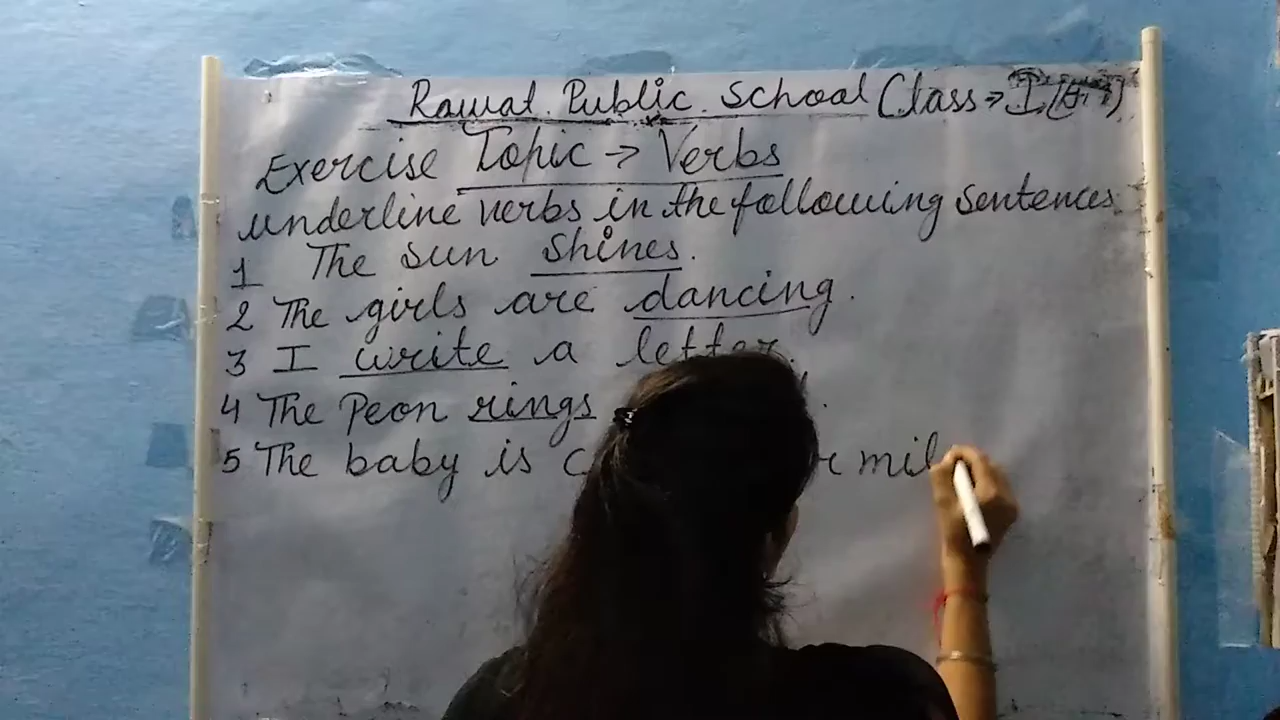 Rawat Public School Class → I
Exercise Topic → Verbs
underline verbs in the following sentences.
1 The sun shines.
2 The girls are dancing.
3 I write a letter.
4 The Peon rings
5 The baby is